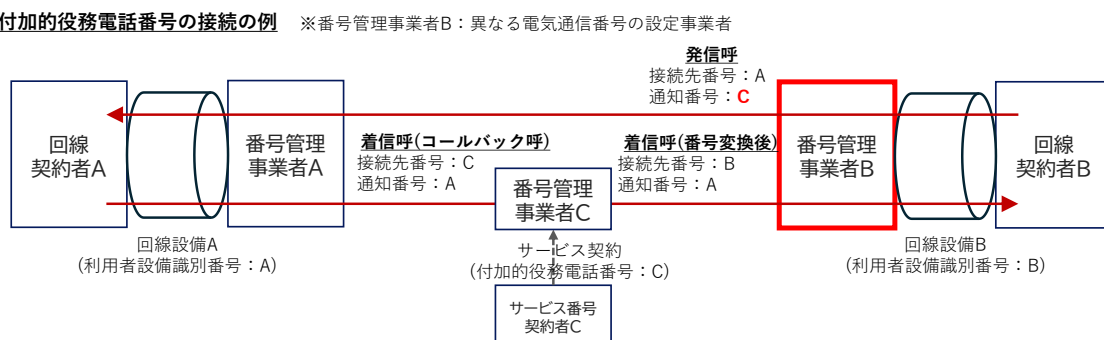 付加的役務電話番号の接続の例 ※番号管理事業者B：異なる電気通信番号の設定事業者
発信呼
接続先番号：A
通知番号：C
回線
契約者A
番号管理
事業者A
着信呼(コールバック呼)
接続先番号：C
通知番号：A
番号管理
事業者C
着信呼(番号変換後)
接続先番号：B
通知番号：A
番号管理
事業者B
回線
契約者B
回線設備A
(利用者設備識別番号：A)
サービス契約
(付加的役務電話番号：C)
回線設備B
(利用者設備識別番号：B)
サービス番号
契約者C